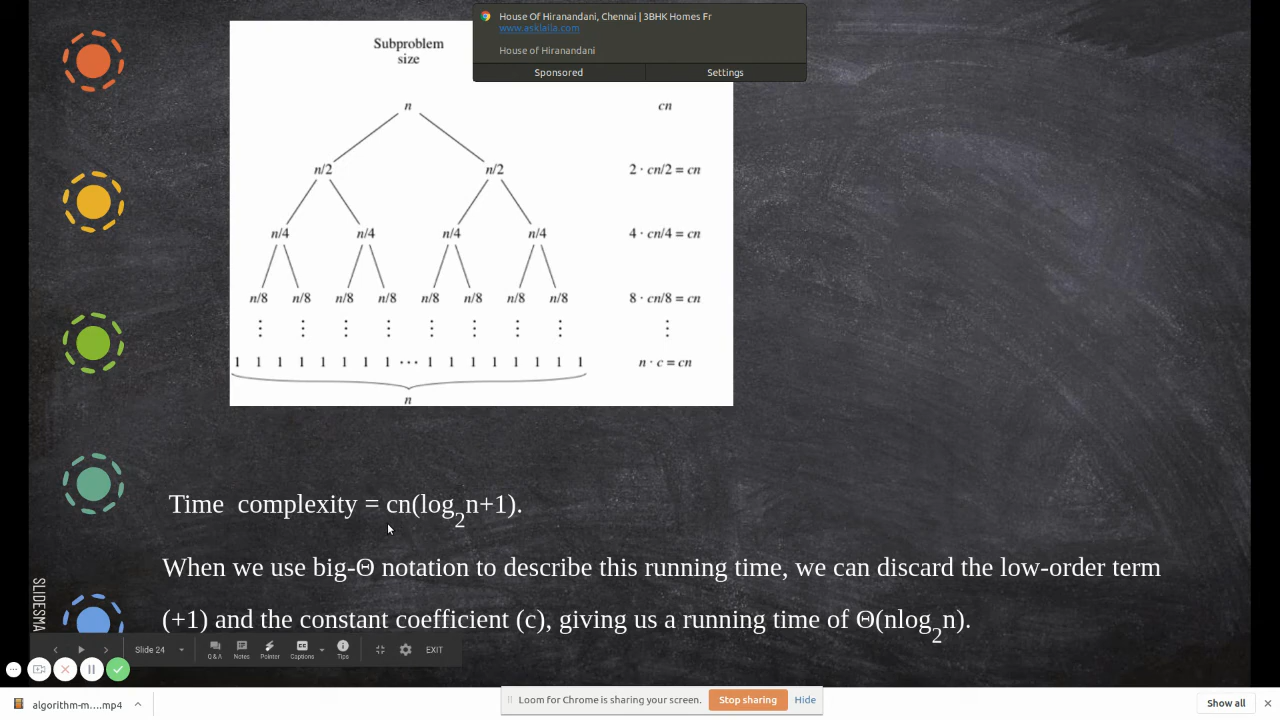 House Of Hiranandani, Chennai | 3BHK Homes Fr
www.asklaila.com
House of Hiranandani
Sponsored Settings
Subproblem
size
n cn
n/2 n/2 2 · cn/2 = cn
n/4 n/4 n/4 n/4 4 · cn/4 = cn
n/8 n/8 n/8 n/8 n/8 n/8 n/8 n/8 8 · cn/8 = cn
1 1 1 1 1 1 1 1 ··· 1 1 1 1 1 1 1 1 n · c = cn
n
Time complexity = cn(log2n+1).
When we use big-Θ notation to describe this running time, we can discard the low-order term
(+1) and the constant coefficient (c), giving us a running time of Θ(nlog2n).
SLIDESMA
Slide 24 Q & A Notes Pointer Captions Tips EXIT
Loom for Chrome is sharing your screen. Stop sharing Hide
algorithm-m....mp4 Show all